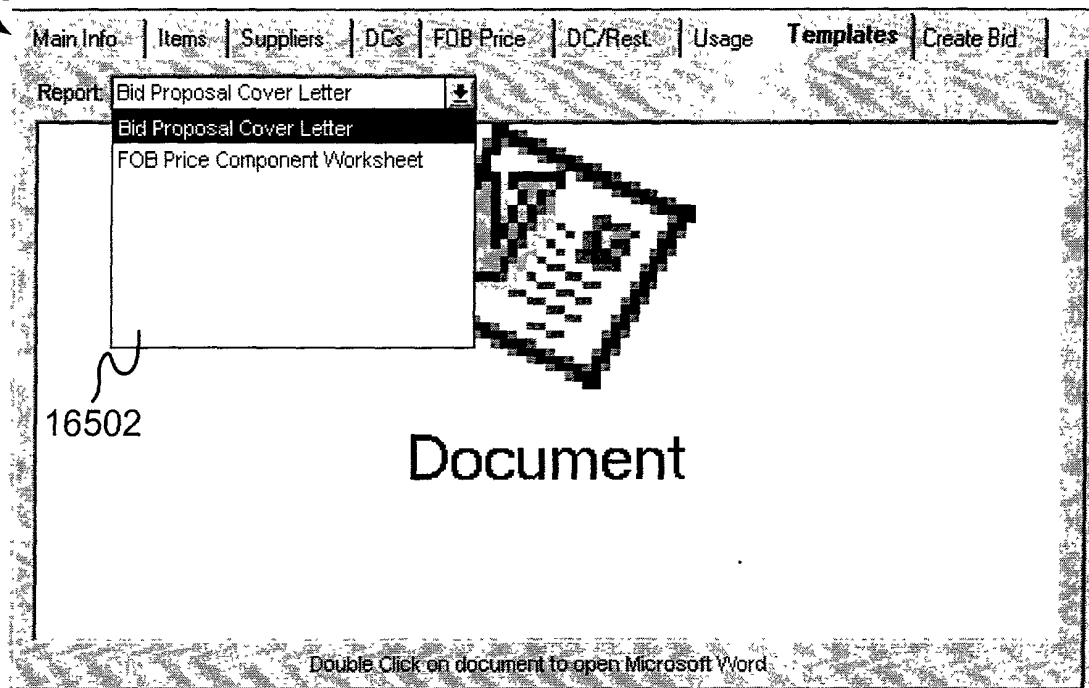 Main Info Items Suppliers DCs FOB Price DC/Rest. Usage Templates Create Bid
Report: Bid Proposal Cover Letter
Bid Proposal Cover Letter
FOB Price Component Worksheet
16502
Document
Double Click on document to open Microsoft Word